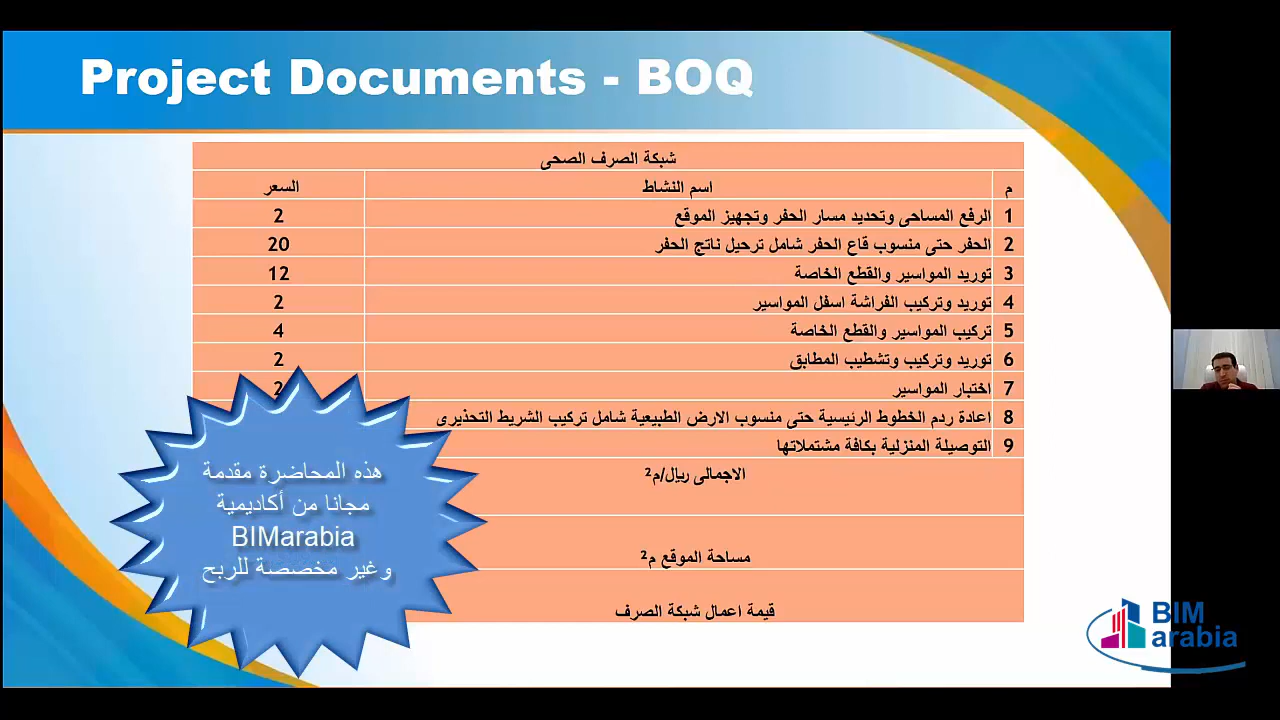 Project Documents - BOQ
شبكة الصرف الصحى
م اسم النشاط السعر
1 الرفع المساحى وتحديد مسار الحفر وتجهيز الموقع 2
2 الحفر حتى منسوب قاع الحفر شامل ترحيل ناتج الحفر 20
3 توريد المواسير والقطع الخاصة 12
4 توريد وتركيب الفراشة اسفل المواسير 2
5 تركيب المواسير والقطع الخاصة 4
6 توريد وتركيب وتشطيب المطابق 2
7 اختبار المواسير 2
8 اعادة ردم الخطوط الرئيسية حتى منسوب الارض الطبيعية شامل تركيب الشريط التحذيرى
9 التوصيلة المنزلية بكافة مشتملاتها
الاجمالى ريال/م²
مساحة الموقع م²
قيمة اعمال شبكة الصرف
هذه المحاضرة مقدمة
مجانا من أكاديمية
BIMarabia
وغير مخصصة للربح
BIM
arabia